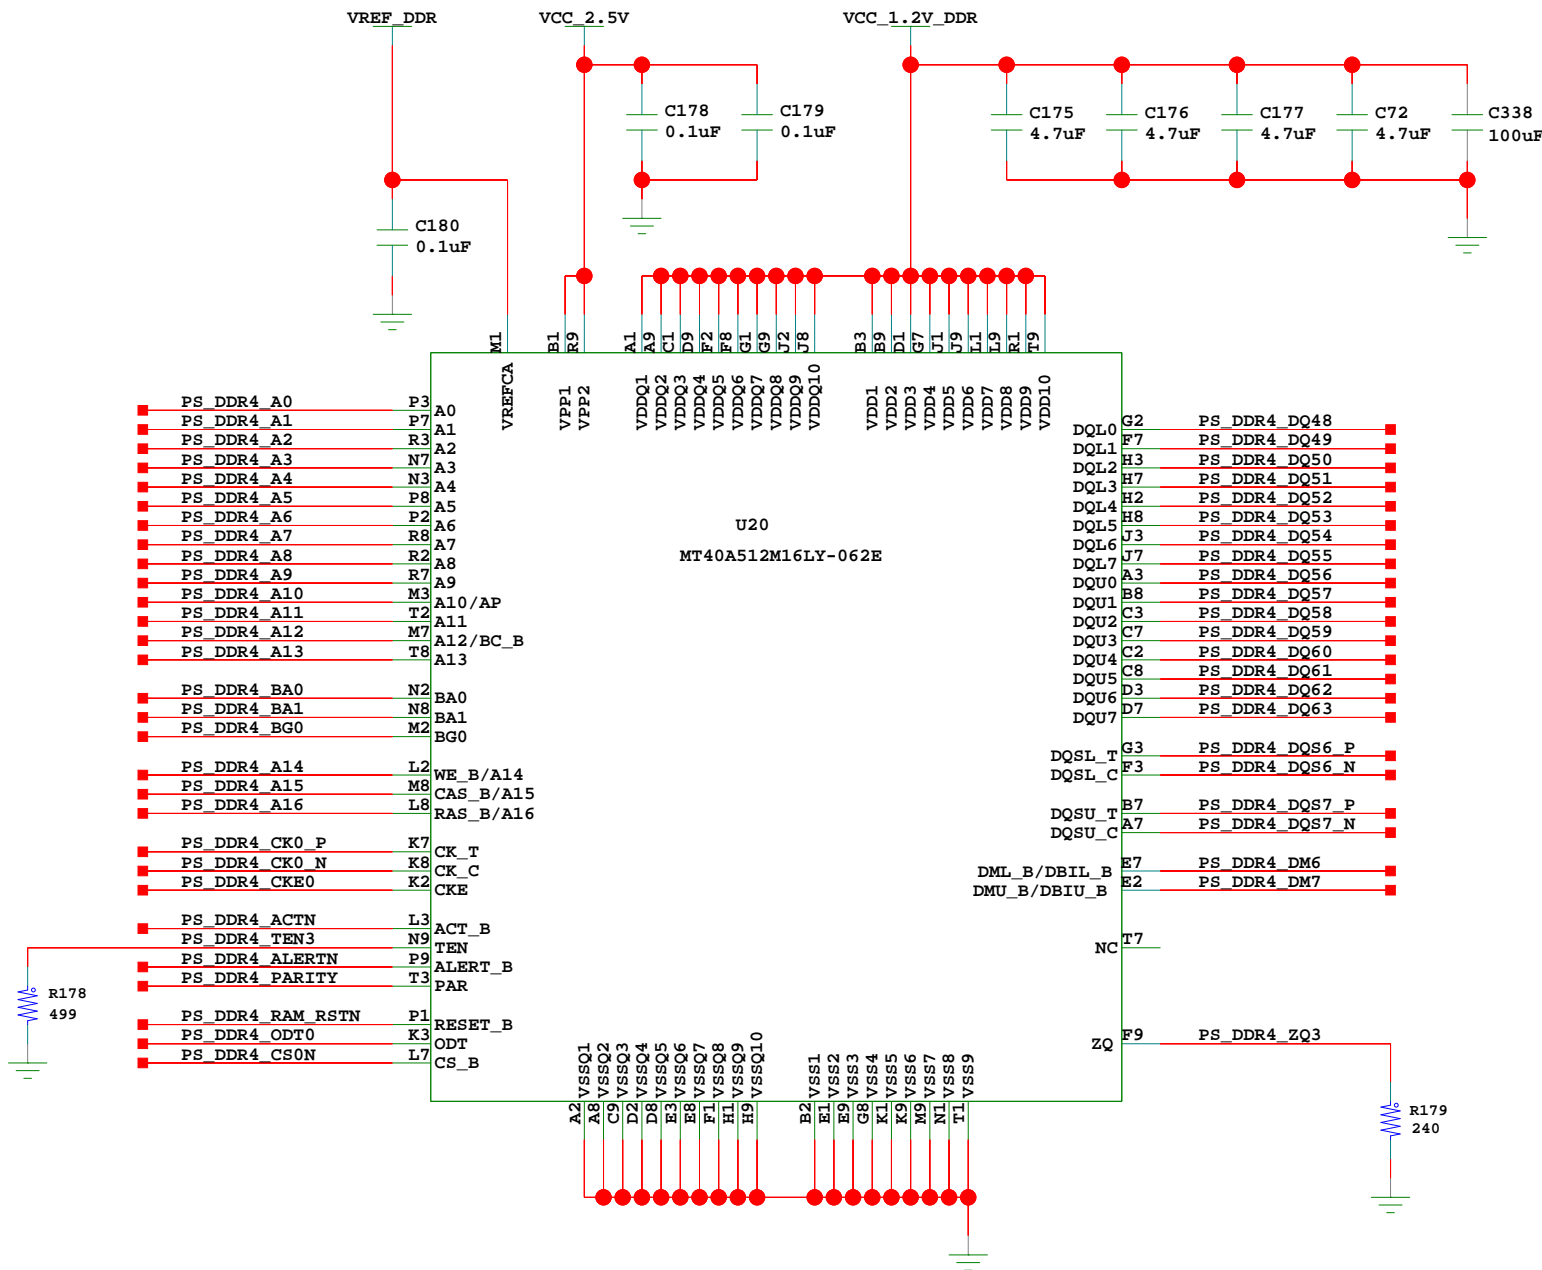 VREF_DDR VCC_2.5V VCC_1.2V_DDR
C178 0.1uF
C179 0.1uF
C175 4.7uF
C176 4.7uF
C177 4.7uF
C72 4.7uF
C338 100uF
C180 0.1uF
M1 B1 R9 A1 A9 C1 D9 F2 F8 G1 G9 J2 J8 B3 B9 D1 G7 J1 J9 L1 L9 R1 T9
VREFCA VPP1 VPP2 VDDQ1 VDDQ2 VDDQ3 VDDQ4 VDDQ5 VDDQ6 VDDQ7 VDDQ8 VDDQ9 VDDQ10 VDD1 VDD2 VDD3 VDD4 VDD5 VDD6 VDD7 VDD8 VDD9 VDD10
U20
MT40A512M16LY-062E
PS_DDR4_A0 P3 A0
PS_DDR4_A1 P7 A1
PS_DDR4_A2 R3 A2
PS_DDR4_A3 N7 A3
PS_DDR4_A4 N3 A4
PS_DDR4_A5 P8 A5
PS_DDR4_A6 P2 A6
PS_DDR4_A7 R8 A7
PS_DDR4_A8 R2 A8
PS_DDR4_A9 R7 A9
PS_DDR4_A10 M3 A10/AP
PS_DDR4_A11 T2 A11
PS_DDR4_A12 M7 A12/BC_B
PS_DDR4_A13 T8 A13
PS_DDR4_BA0 N2 BA0
PS_DDR4_BA1 N8 BA1
PS_DDR4_BG0 M2 BG0
PS_DDR4_A14 L2 WE_B/A14
PS_DDR4_A15 M8 CAS_B/A15
PS_DDR4_A16 L8 RAS_B/A16
PS_DDR4_CK0_P K7 CK_T
PS_DDR4_CK0_N K8 CK_C
PS_DDR4_CKE0 K2 CKE
PS_DDR4_ACTN L3 ACT_B
PS_DDR4_TEN3 N9 TEN
PS_DDR4_ALERTN P9 ALERT_B
PS_DDR4_PARITY T3 PAR
R178
499
PS_DDR4_RAM_RSTN P1 RESET_B
PS_DDR4_ODT0 K3 ODT
PS_DDR4_CS0N L7 CS_B
DQL0 G2 PS_DDR4_DQ48
DQL1 F7 PS_DDR4_DQ49
DQL2 H3 PS_DDR4_DQ50
DQL3 H7 PS_DDR4_DQ51
DQL4 H2 PS_DDR4_DQ52
DQL5 H8 PS_DDR4_DQ53
DQL6 J3 PS_DDR4_DQ54
DQL7 J7 PS_DDR4_DQ55
DQU0 A3 PS_DDR4_DQ56
DQU1 B8 PS_DDR4_DQ57
DQU2 C3 PS_DDR4_DQ58
DQU3 C7 PS_DDR4_DQ59
DQU4 C2 PS_DDR4_DQ60
DQU5 C8 PS_DDR4_DQ61
DQU6 D3 PS_DDR4_DQ62
DQU7 D7 PS_DDR4_DQ63
DQSL_T G3 PS_DDR4_DQS6_P
DQSL_C F3 PS_DDR4_DQS6_N
DQSU_T B7 PS_DDR4_DQS7_P
DQSU_C A7 PS_DDR4_DQS7_N
DML_B/DBIL_B E7 PS_DDR4_DM6
DMU_B/DBIU_B E2 PS_DDR4_DM7
NC T7
ZQ F9 PS_DDR4_ZQ3
R179
240
VSSQ1 VSSQ2 VSSQ3 VSSQ4 VSSQ5 VSSQ6 VSSQ7 VSSQ8 VSSQ9 VSSQ10 VSS1 VSS2 VSS3 VSS4 VSS5 VSS6 VSS7 VSS8 VSS9
A2 A8 C9 D2 D8 E3 E8 F1 H1 H9 B2 E1 E9 G8 K1 K9 M9 N1 T1